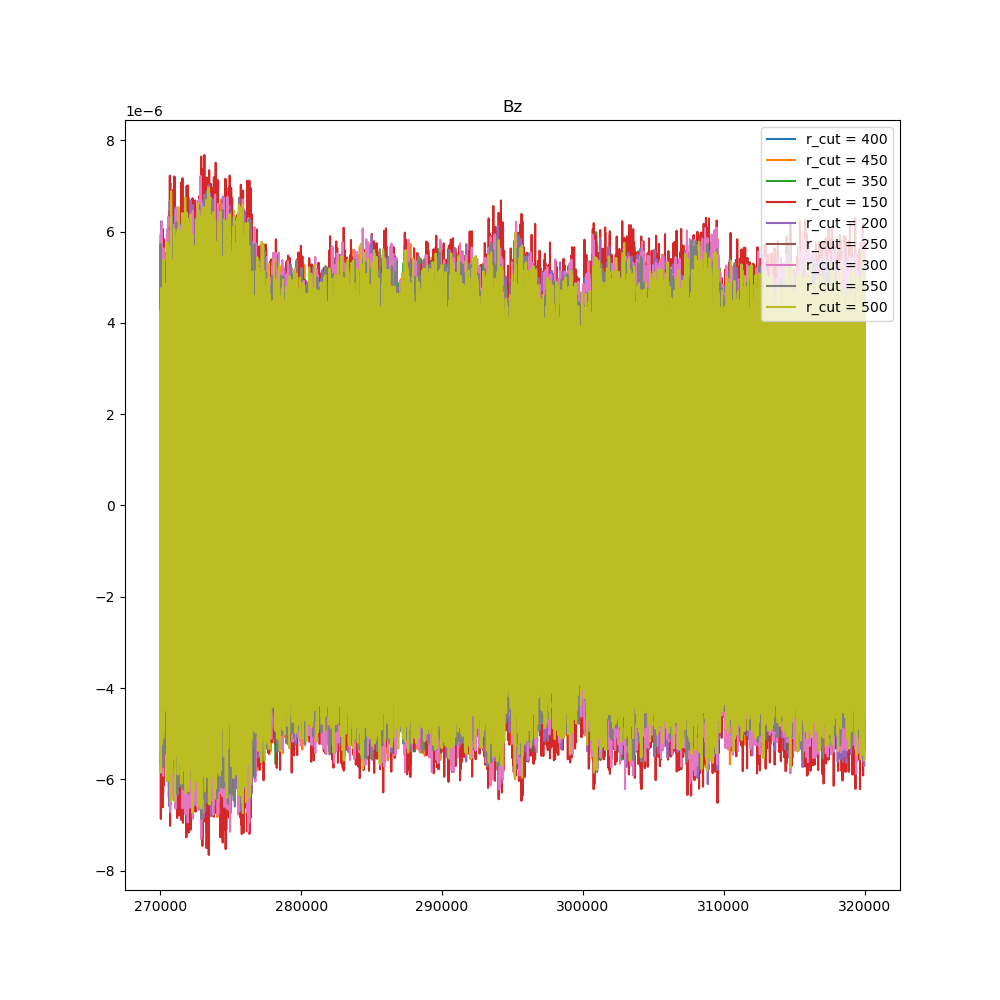 Bz
1e−6
8
6
4
2
0
−2
−4
−6
−8
270000 280000 290000 300000 310000 320000
r_cut = 400
r_cut = 450
r_cut = 350
r_cut = 150
r_cut = 200
r_cut = 250
r_cut = 300
r_cut = 550
r_cut = 500